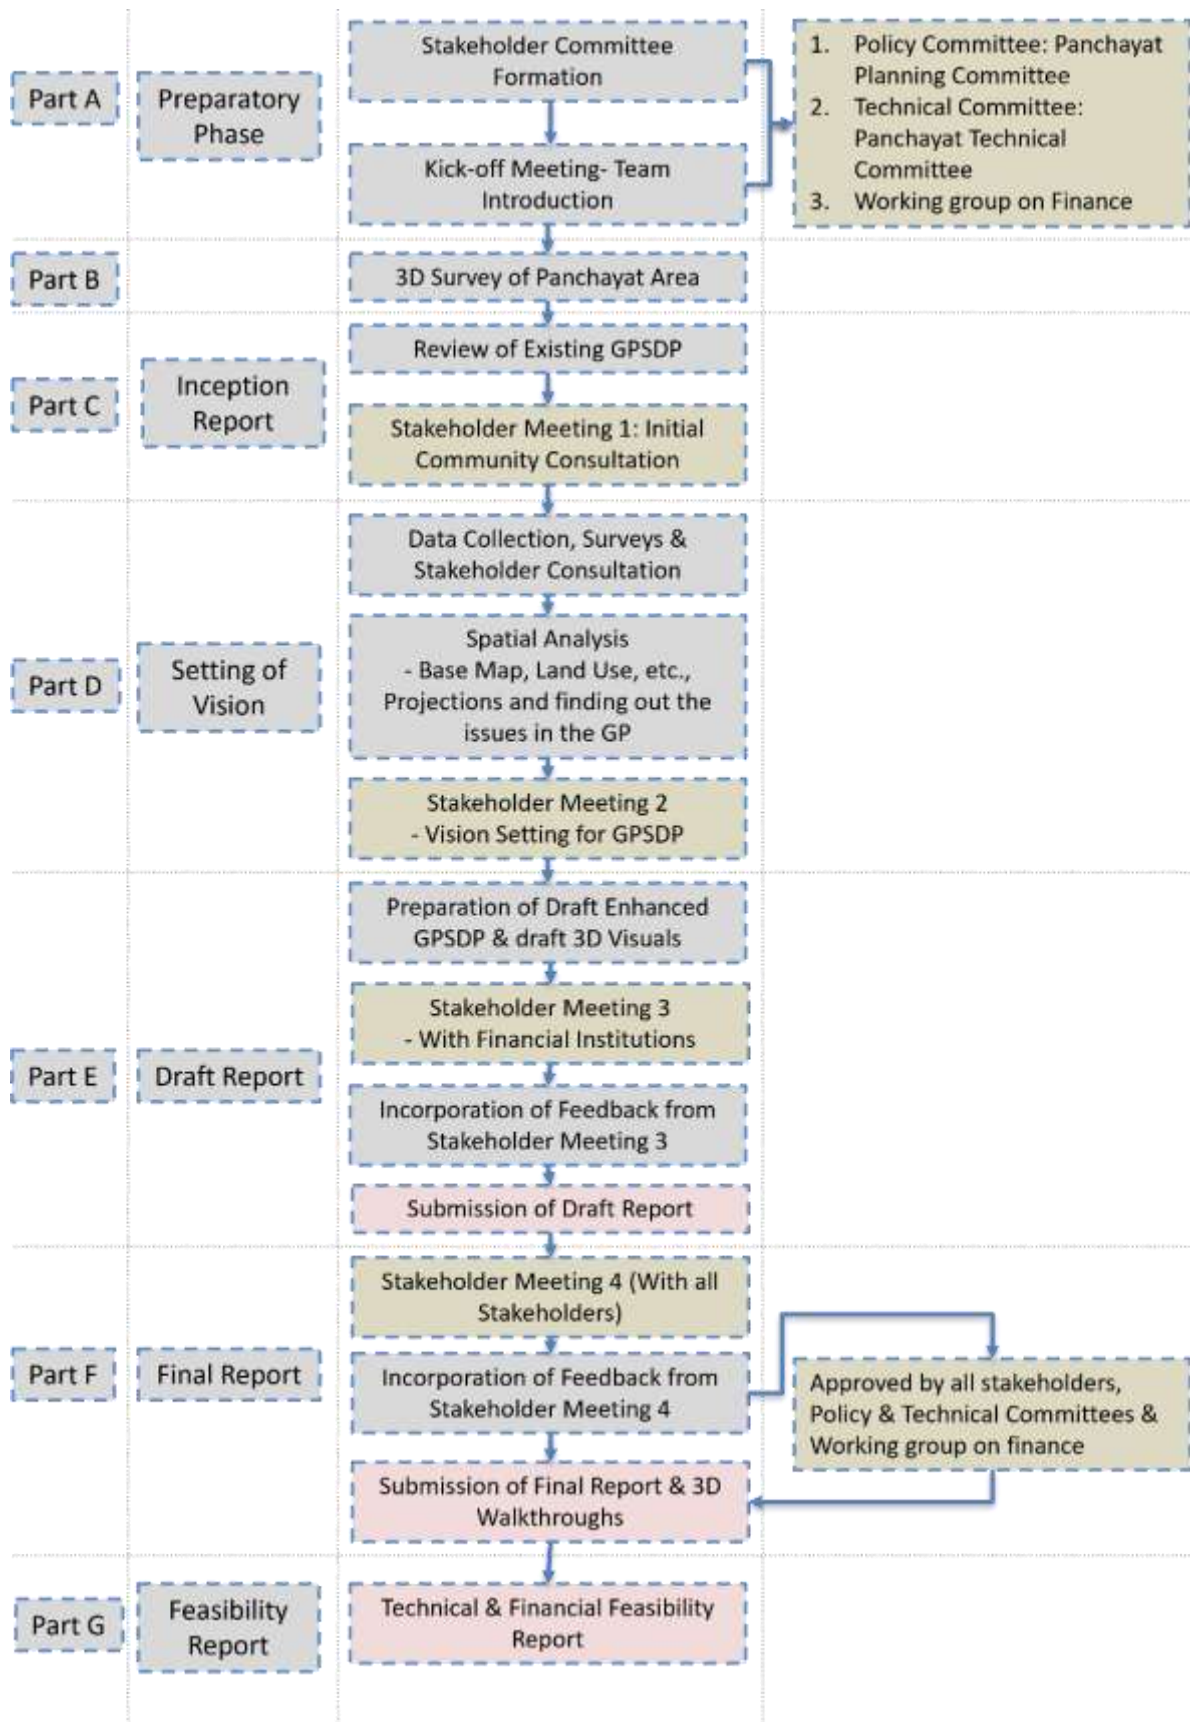 Part A
Preparatory
Phase
Stakeholder Committee
Formation
Kick-off Meeting- Team
Introduction
1. Policy Committee: Panchayat
Planning Committee
2. Technical Committee:
Panchayat Technical
Committee
3. Working group on Finance
Part B
3D Survey of Panchayat Area
Part C
Inception
Report
Review of Existing GPSDP
Stakeholder Meeting 1: Initial
Community Consultation
Part D
Setting of
Vision
Data Collection, Surveys &
Stakeholder Consultation
Spatial Analysis
- Base Map, Land Use, etc.,
Projections and finding out the
issues in the GP
Stakeholder Meeting 2
- Vision Setting for GPSDP
Part E
Draft Report
Preparation of Draft Enhanced
GPSDP & draft 3D Visuals
Stakeholder Meeting 3
- With Financial Institutions
Incorporation of Feedback from
Stakeholder Meeting 3
Submission of Draft Report
Part F
Final Report
Stakeholder Meeting 4 (With all
Stakeholders)
Incorporation of Feedback from
Stakeholder Meeting 4
Approved by all stakeholders,
Policy & Technical Committees &
Working group on finance
Submission of Final Report & 3D
Walkthroughs
Part G
Feasibility
Report
Technical & Financial Feasibility
Report